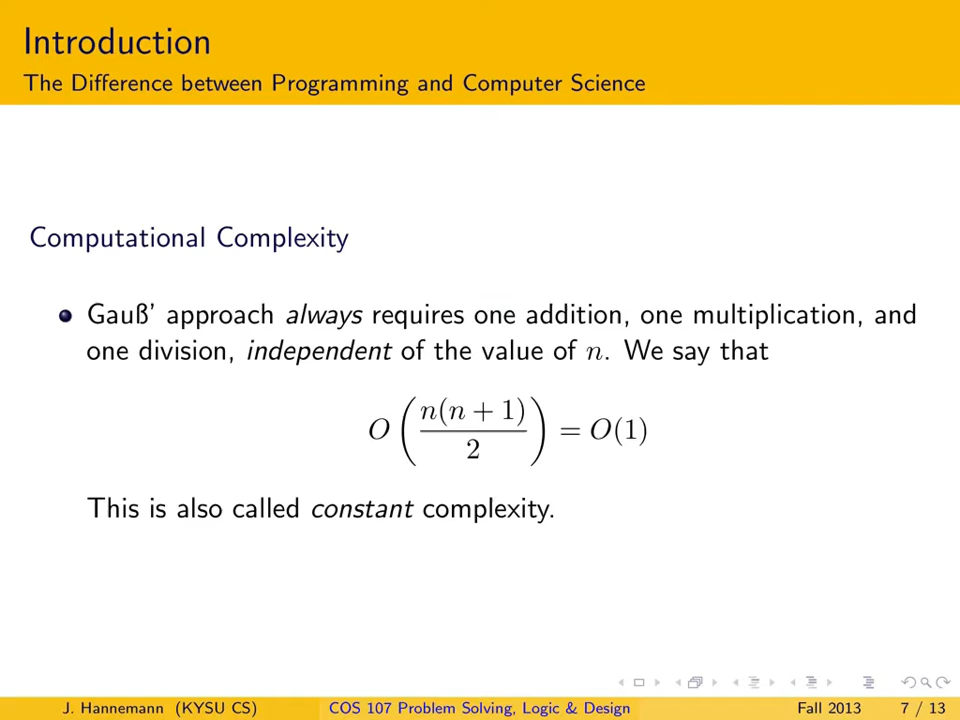 Introduction
The Difference between Programming and Computer Science
Computational Complexity
Gauß’ approach always requires one addition, one multiplication, and
one division, independent of the value of n. We say that
O ( n(n + 1) / 2 ) = O(1)
This is also called constant complexity.
J. Hannemann (KYSU CS) COS 107 Problem Solving, Logic & Design Fall 2013 7 / 13